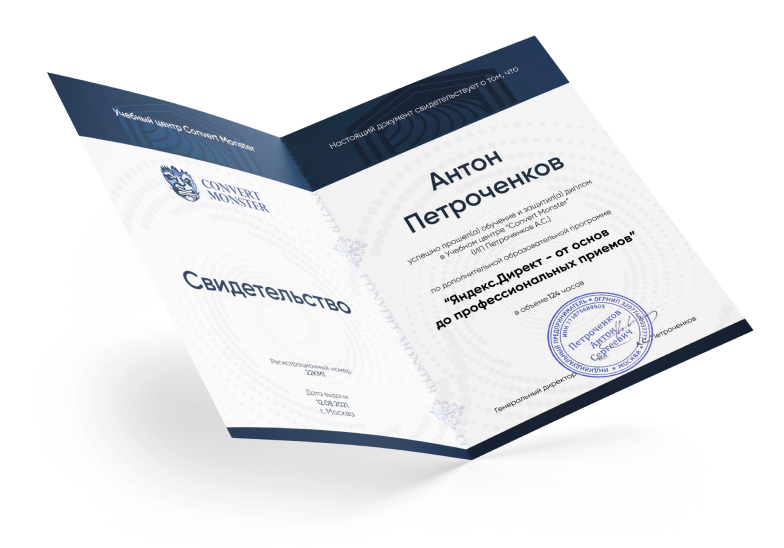 Учебный центр Convert Monster
CONVERT
MONSTER
Свидетельство
Регистрационный номер
22КМТ
Дата выдачи
12.08.2021
г. Москва
Настоящий документ свидетельствует о том, что
Антон
Петроченков
успешно прошел(а) обучение и защитил(а) диплом
в Учебном центре "Convert Monster"
(ИП Петроченков А.С.)
по дополнительной образовательной программе
"Яндекс.Директ - от основ
до профессиональных приемов"
в объеме 124 часов
ИНДИВИДУАЛЬНЫЙ ПРЕДПРИНИМАТЕЛЬ • ОГРНИП
ИНН
Петроченков
Антон
Сергеевич
МОСКВА
Генеральный директор
Петроченков
CONVERT MONSTER